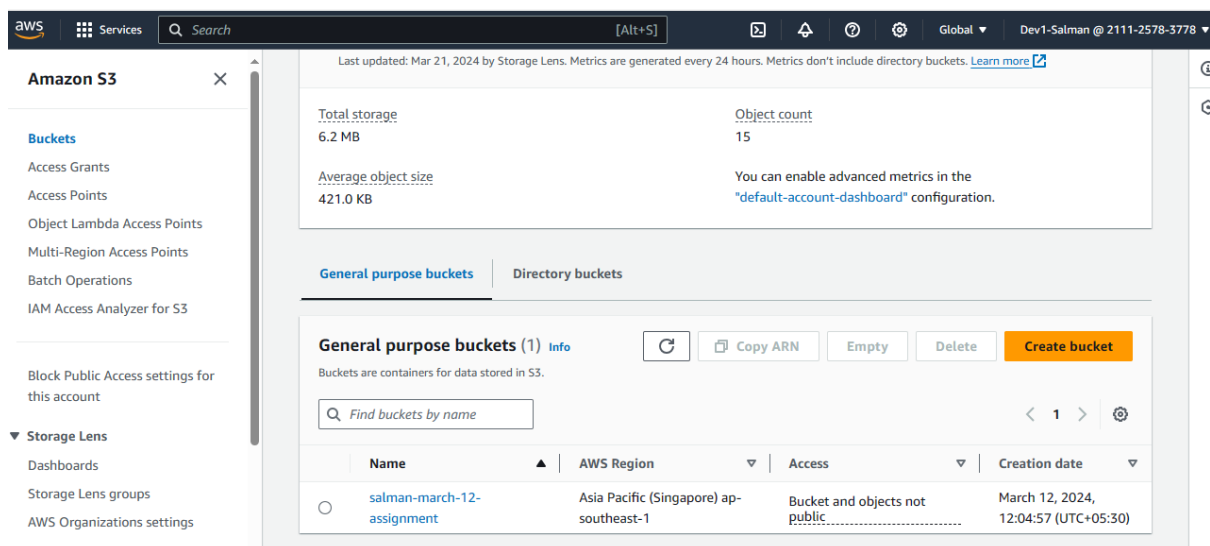 aws
Services
Search
[Alt+S]
Global
Dev1-Salman @ 2111-2578-3778
Amazon S3
Buckets
Access Grants
Access Points
Object Lambda Access Points
Multi-Region Access Points
Batch Operations
IAM Access Analyzer for S3
Block Public Access settings for
this account
Storage Lens
Dashboards
Storage Lens groups
AWS Organizations settings
Last updated: Mar 21, 2024 by Storage Lens. Metrics are generated every 24 hours. Metrics don't include directory buckets. Learn more
Total storage
6.2 MB
Object count
15
Average object size
421.0 KB
You can enable advanced metrics in the
"default-account-dashboard" configuration.
General purpose buckets
Directory buckets
General purpose buckets (1) Info
Copy ARN
Empty
Delete
Create bucket
Buckets are containers for data stored in S3.
Find buckets by name
1
Name
AWS Region
Access
Creation date
salman-march-12-
assignment
Asia Pacific (Singapore) ap-
southeast-1
Bucket and objects not
public
March 12, 2024,
12:04:57 (UTC+05:30)